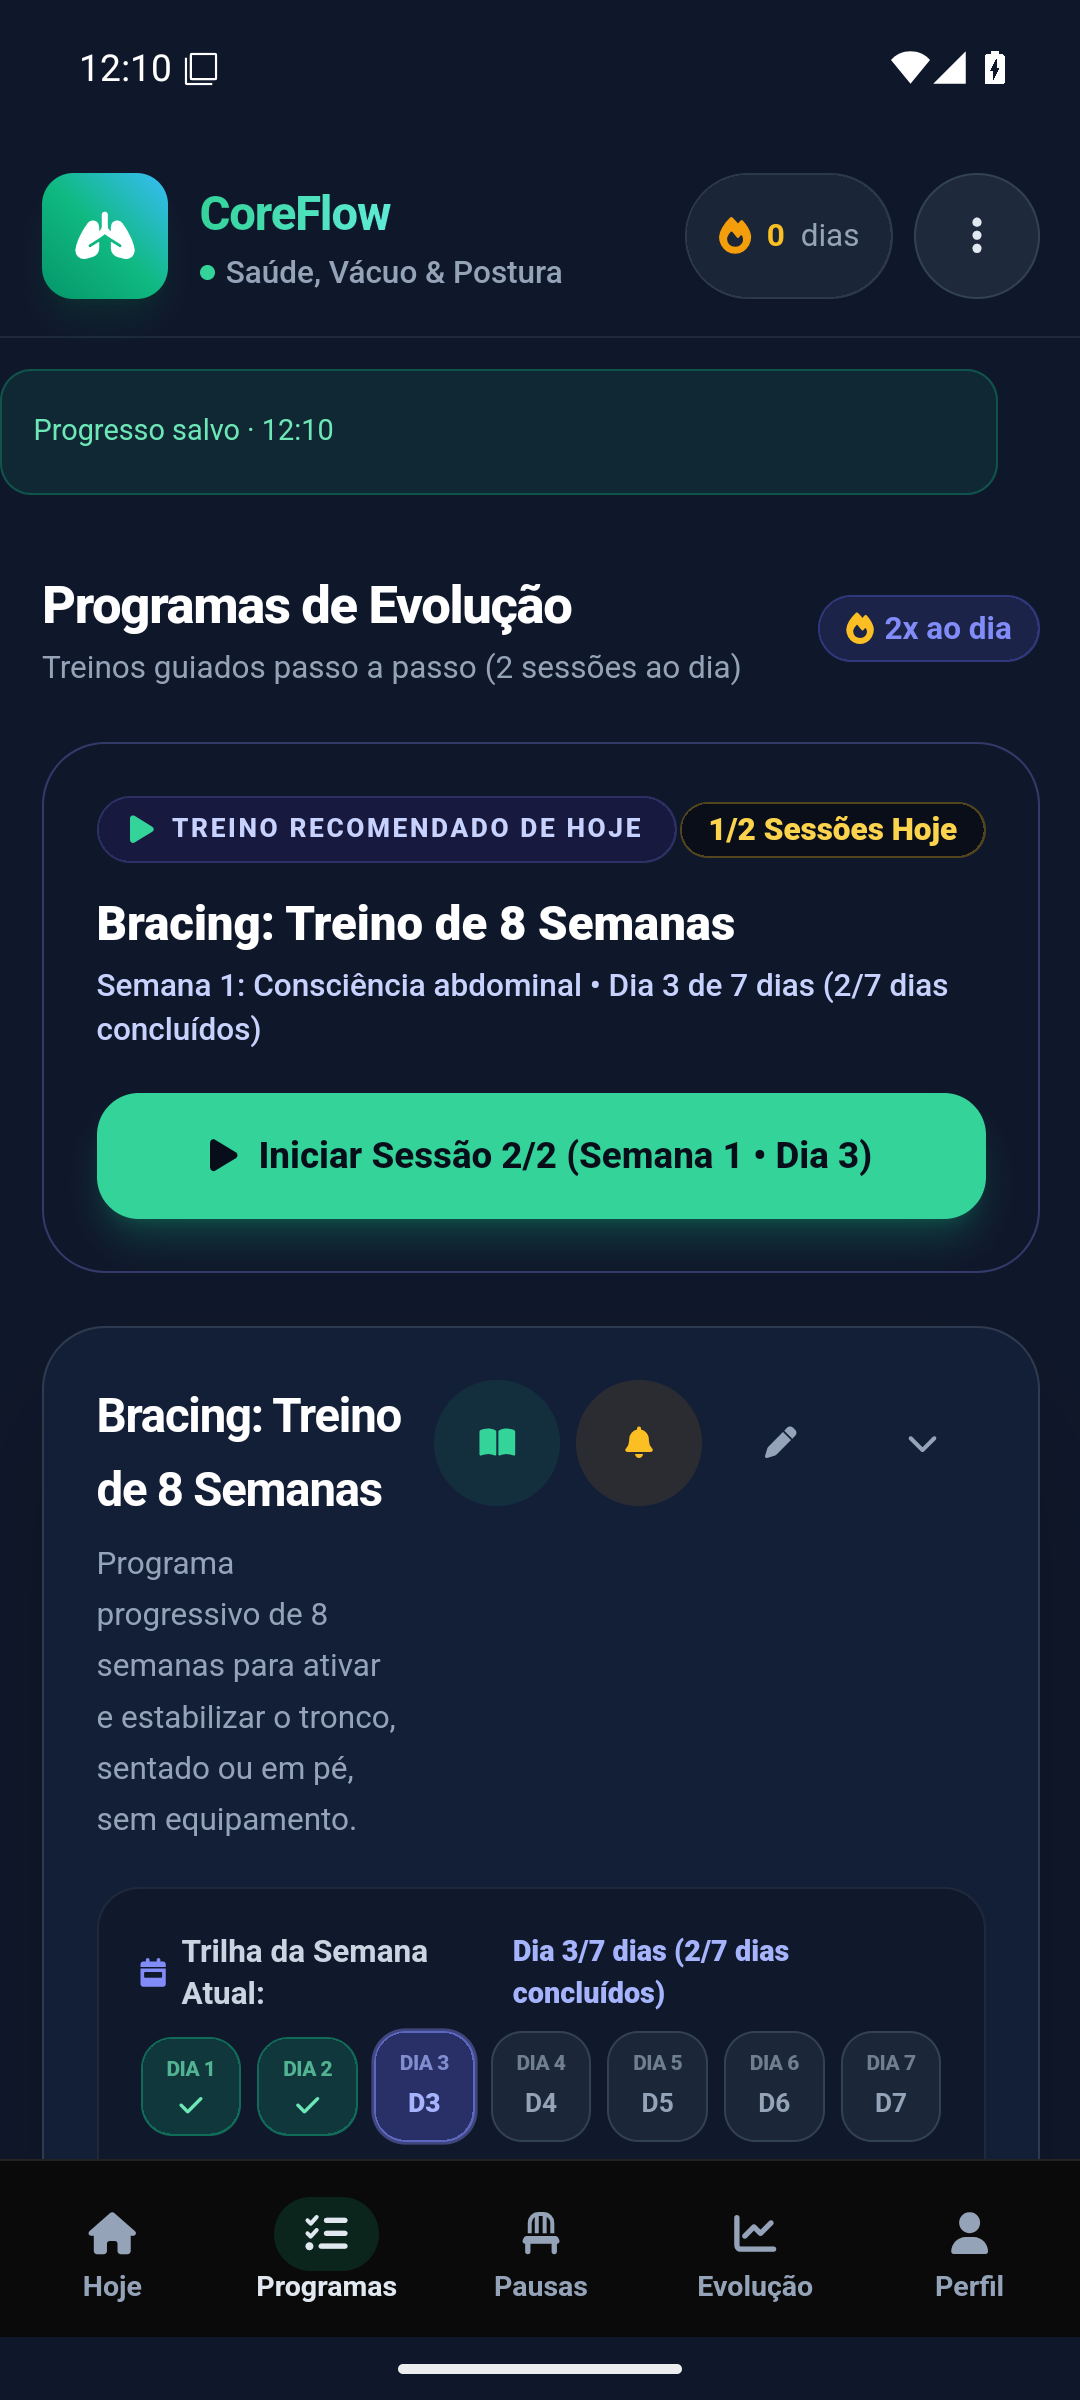 12:10
CoreFlow
Saúde, Vácuo & Postura
0 dias
Progresso salvo · 12:10
Programas de Evolução
Treinos guiados passo a passo (2 sessões ao dia)
2x ao dia
TREINO RECOMENDADO DE HOJE
1/2 Sessões Hoje
Bracing: Treino de 8 Semanas
Semana 1: Consciência abdominal • Dia 3 de 7 dias (2/7 dias
concluídos)
Iniciar Sessão 2/2 (Semana 1 • Dia 3)
Bracing: Treino
de 8 Semanas
Programa
progressivo de 8
semanas para ativar
e estabilizar o tronco,
sentado ou em pé,
sem equipamento.
Trilha da Semana
Atual:
Dia 3/7 dias (2/7 dias
concluídos)
DIA 1
DIA 2
DIA 3
D3
DIA 4
D4
DIA 5
D5
DIA 6
D6
DIA 7
D7
Hoje
Programas
Pausas
Evolução
Perfil